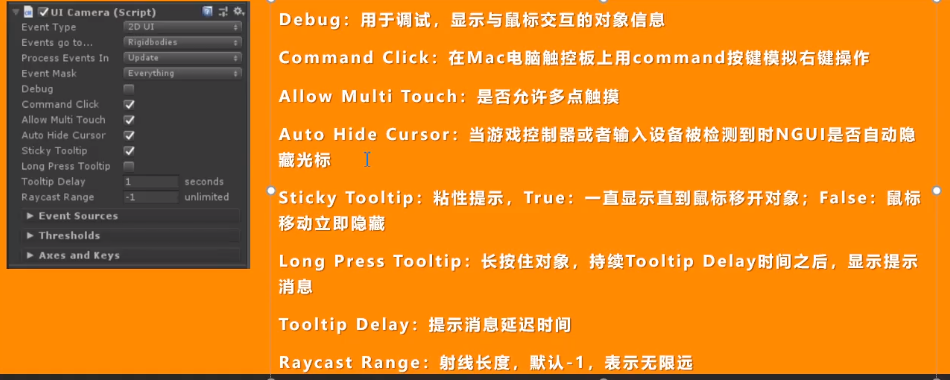 UI Camera (Script)
Event Type 2D UI
Events go to... Rigidbodies
Process Events In Update
Event Mask Everything
Debug
Command Click
Allow Multi Touch
Auto Hide Cursor
Sticky Tooltip
Long Press Tooltip
Tooltip Delay 1 seconds
Raycast Range -1 unlimited
Event Sources
Thresholds
Axes and Keys
Debug：用于调试，显示与鼠标交互的对象信息
Command Click：在Mac电脑触控板上用command按键模拟右键操作
Allow Multi Touch：是否允许多点触摸
Auto Hide Cursor：当游戏控制器或者输入设备被检测到时NGUI是否自动隐
藏光标
Sticky Tooltip：粘性提示，True：一直显示直到鼠标移开对象；False：鼠标
移动立即隐藏
Long Press Tooltip：长按住对象，持续Tooltip Delay时间之后，显示提示
消息
Tooltip Delay：提示消息延迟时间
Raycast Range：射线长度，默认-1，表示无限远